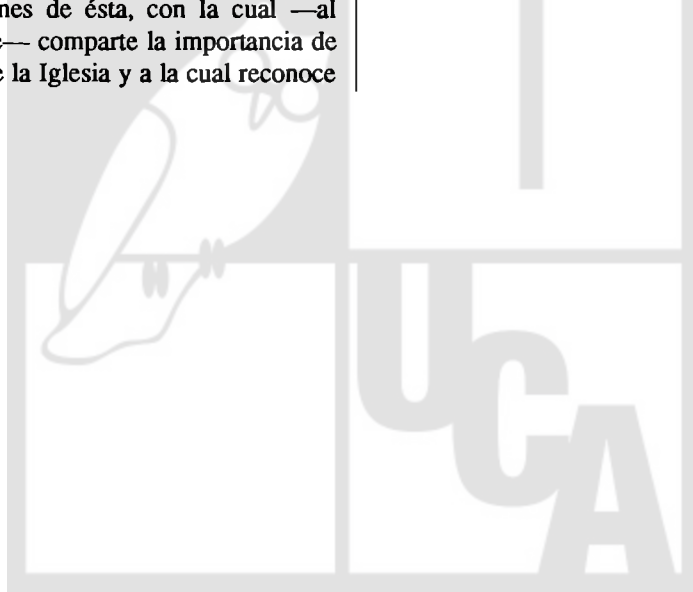 nes de ésta, con la cual —al
— comparte la importancia de
la Iglesia y a la cual reconoce
UCA